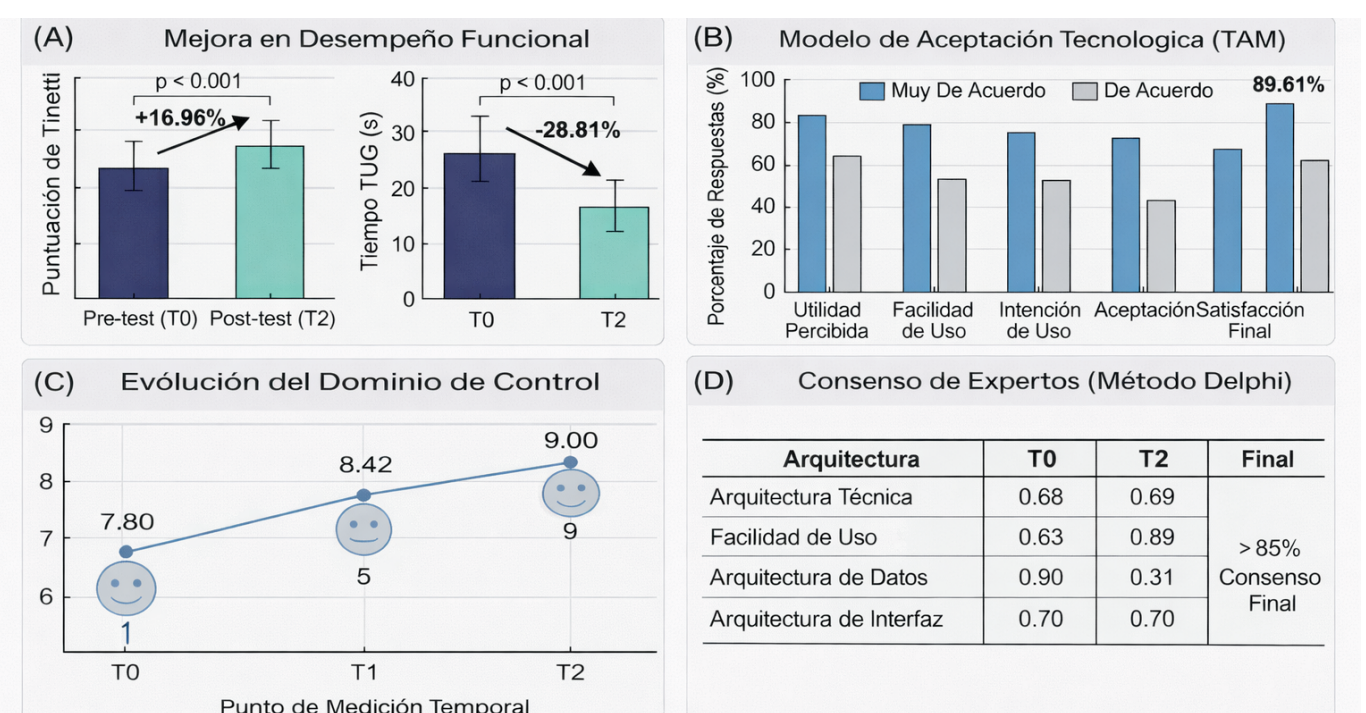 (A) Mejora en Desempeño Funcional
Puntuación de Tinetti
p < 0.001
+16.96%
Pre-test (T0) Post-test (T2)
Tiempo TUG (s)
40
30
20
10
0
p < 0.001
-28.81%
T0 T2
(B) Modelo de Aceptación Tecnologica (TAM)
Porcentaje de Respuestas (%)
100
80
60
40
20
0
Muy De Acuerdo De Acuerdo
89.61%
Utilidad
Percibida
Facilidad
de Uso
Intención
de Uso
Aceptación
Satisfacción
Final
(C) Evólución del Dominio de Control
9
8
7
6
7.80
8.42
9.00
1
5
9
T0 T1 T2
Punto de Medición Temporal
(D) Consenso de Expertos (Método Delphi)
Arquitectura T0 T2 Final
Arquitectura Técnica 0.68 0.69
Facilidad de Uso 0.63 0.89
Arquitectura de Datos 0.90 0.31
Arquitectura de Interfaz 0.70 0.70
> 85%
Consenso
Final